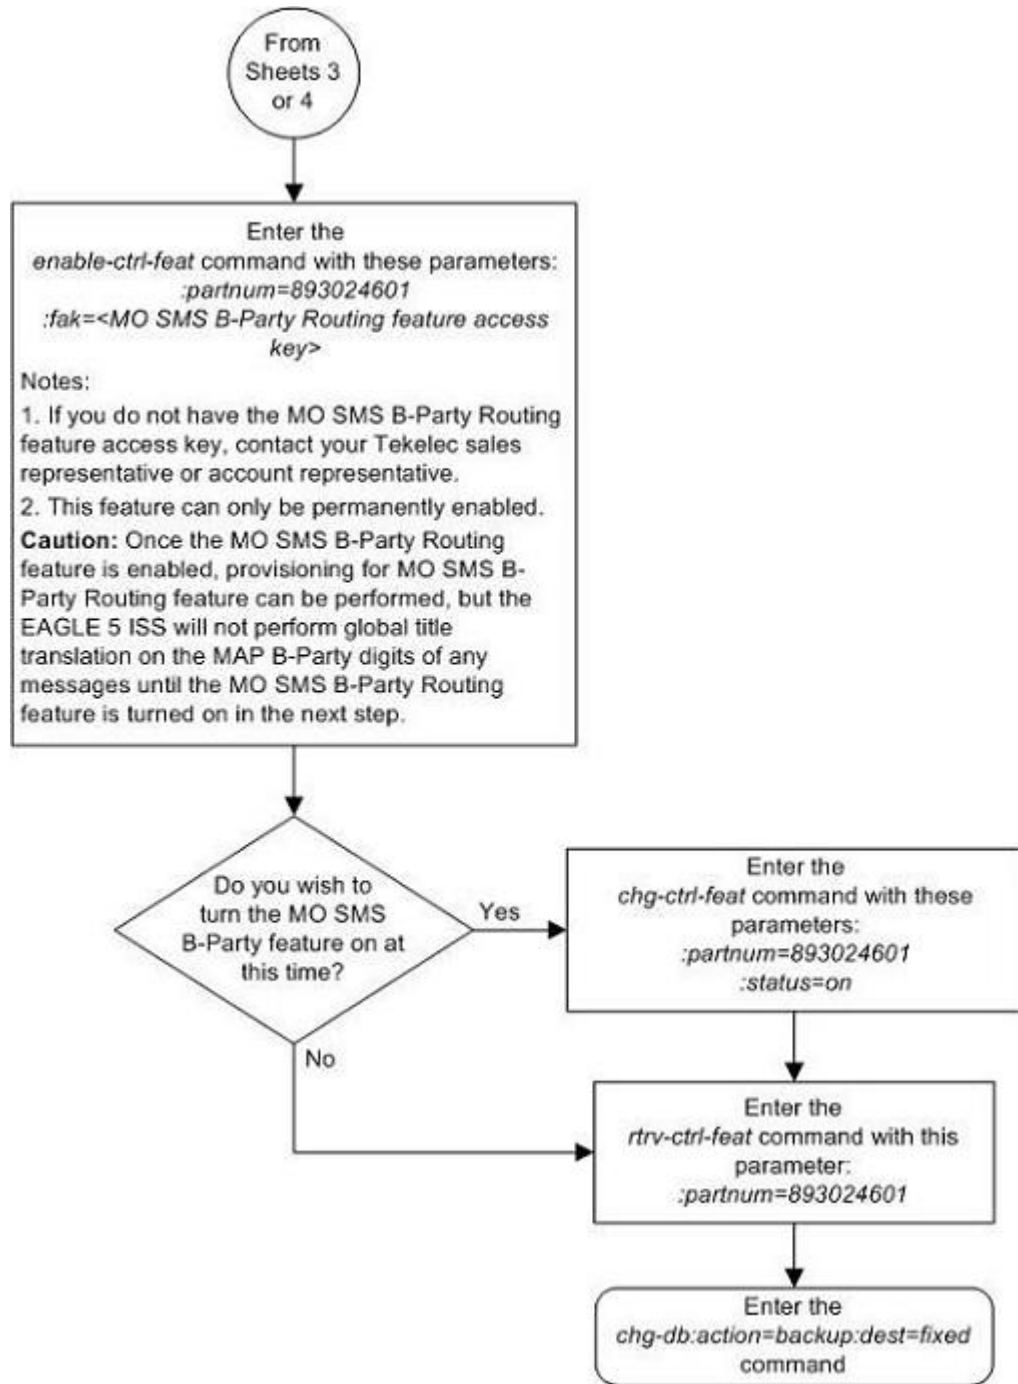 From
Sheets 3
or 4
Enter the
enable-ctrl-feat command with these parameters:
:partnum=893024601
:fak=<MO SMS B-Party Routing feature access
key>
Notes:
1. If you do not have the MO SMS B-Party Routing
feature access key, contact your Tekelec sales
representative or account representative.
2. This feature can only be permanently enabled.
Caution: Once the MO SMS B-Party Routing
feature is enabled, provisioning for MO SMS B-
Party Routing feature can be performed, but the
EAGLE 5 ISS will not perform global title
translation on the MAP B-Party digits of any
messages until the MO SMS B-Party Routing
feature is turned on in the next step.
Do you wish to
turn the MO SMS
B-Party feature on at
this time?
Yes
No
Enter the
chg-ctrl-feat command with these
parameters:
:partnum=893024601
:status=on
Enter the
rtrv-ctrl-feat command with this
parameter:
:partnum=893024601
Enter the
chg-db:action=backup:dest=fixed
command